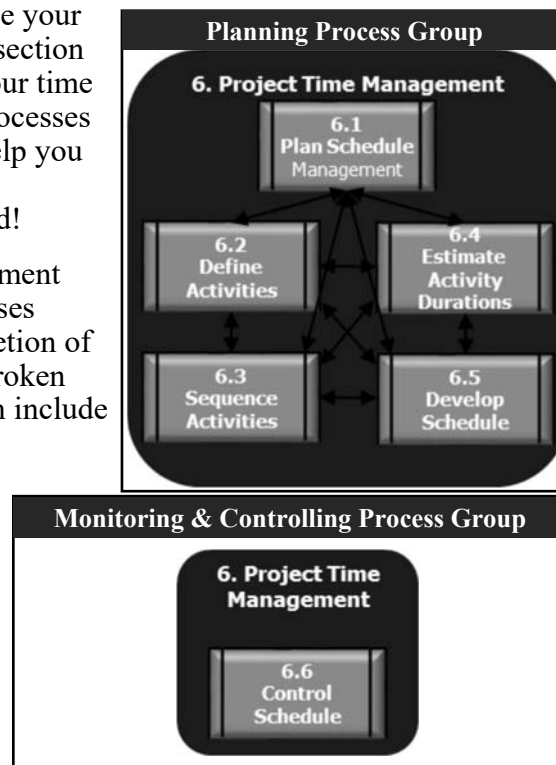 e your
section
ur time
ocesses
elp you
d!
ment
ses
etion of
roken
n include
Planning Process Group
6. Project Time Management
6.1
Plan Schedule
Management
6.2
Define
Activities
6.4
Estimate
Activity
Durations
6.3
Sequence
Activities
6.5
Develop
Schedule
Monitoring & Controlling Process Group
6. Project Time
Management
6.6
Control
Schedule